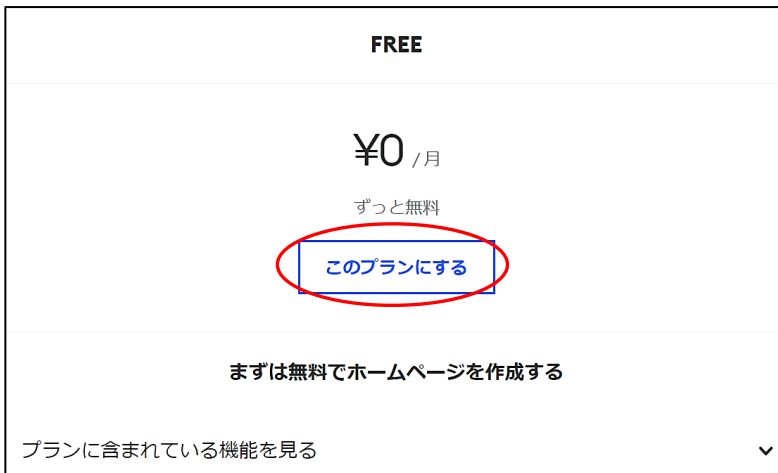 FREE
¥0 /月
ずっと無料
このプランにする
まずは無料でホームページを作成する
プランに含まれている機能を見る